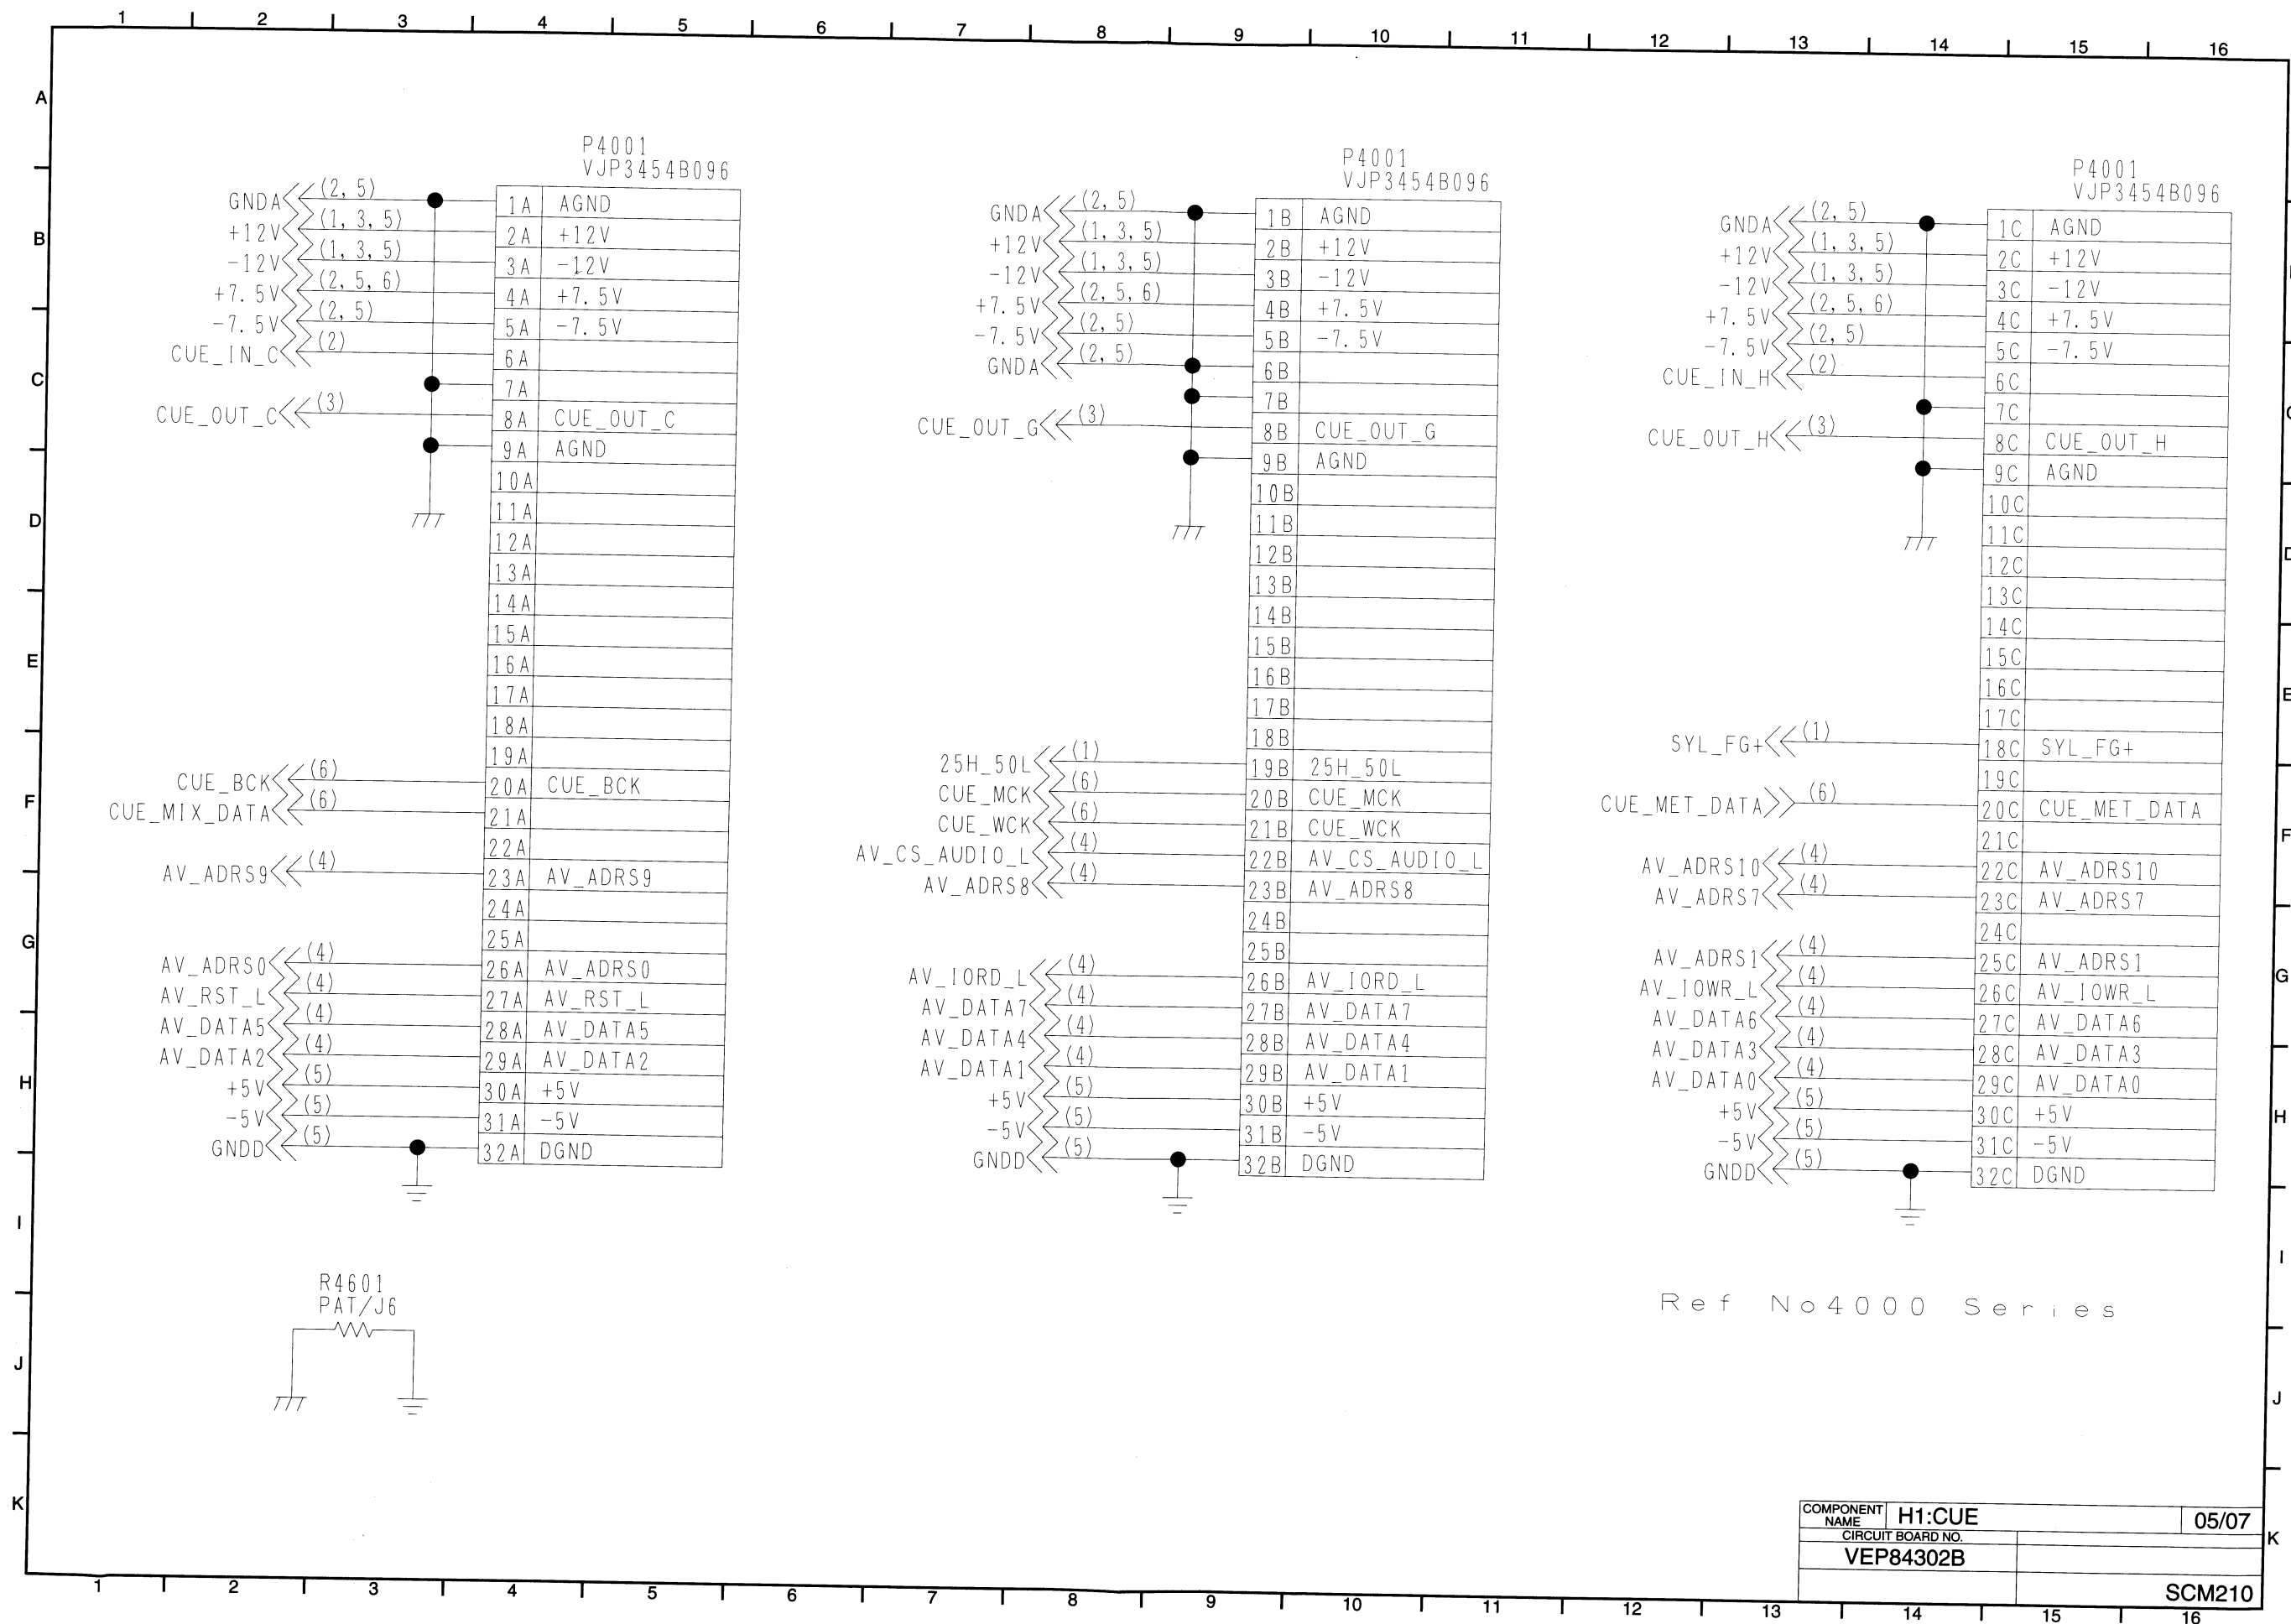 1 2 3 4 5 6 7 8 9 10 11 12 13 14 15 16
A
B
C
D
E
F
G
H
I
J
K
P4001
VJP3454B096
GNDA (2, 5) 1A AGND
+12V (1, 3, 5) 2A +12V
-12V (1, 3, 5) 3A -12V
+7.5V (2, 5, 6) 4A +7.5V
-7.5V (2, 5) 5A -7.5V
CUE_IN_C (2) 6A
7A
CUE_OUT_C (3) 8A CUE_OUT_C
9A AGND
10A
11A
12A
13A
14A
15A
16A
17A
18A
19A
CUE_BCK (6) 20A CUE_BCK
CUE_MIX_DATA (6) 21A
22A
AV_ADRS9 (4) 23A AV_ADRS9
24A
25A
AV_ADRS0 (4) 26A AV_ADRS0
AV_RST_L (4) 27A AV_RST_L
AV_DATA5 (4) 28A AV_DATA5
AV_DATA2 (4) 29A AV_DATA2
+5V (5) 30A +5V
-5V (5) 31A -5V
GNDD (5) 32A DGND
R4601
PAT/J6
P4001
VJP3454B096
GNDA (2, 5) 1B AGND
+12V (1, 3, 5) 2B +12V
-12V (1, 3, 5) 3B -12V
+7.5V (2, 5, 6) 4B +7.5V
-7.5V (2, 5) 5B -7.5V
GNDA (2, 5) 6B
7B
CUE_OUT_G (3) 8B CUE_OUT_G
9B AGND
10B
11B
12B
13B
14B
15B
16B
17B
18B
25H_50L (1) 19B 25H_50L
CUE_MCK (6) 20B CUE_MCK
CUE_WCK (6) 21B CUE_WCK
AV_CS_AUDIO_L (4) 22B AV_CS_AUDIO_L
AV_ADRS8 (4) 23B AV_ADRS8
24B
25B
AV_IORD_L (4) 26B AV_IORD_L
AV_DATA7 (4) 27B AV_DATA7
AV_DATA4 (4) 28B AV_DATA4
AV_DATA1 (4) 29B AV_DATA1
+5V (5) 30B +5V
-5V (5) 31B -5V
GNDD (5) 32B DGND
P4001
VJP3454B096
GNDA (2, 5) 1C AGND
+12V (1, 3, 5) 2C +12V
-12V (1, 3, 5) 3C -12V
+7.5V (2, 5, 6) 4C +7.5V
-7.5V (2, 5) 5C -7.5V
CUE_IN_H (2) 6C
7C
CUE_OUT_H (3) 8C CUE_OUT_H
9C AGND
10C
11C
12C
13C
14C
15C
16C
17C
SYL_FG+ (1) 18C SYL_FG+
19C
CUE_MET_DATA (6) 20C CUE_MET_DATA
21C
AV_ADRS10 (4) 22C AV_ADRS10
AV_ADRS7 (4) 23C AV_ADRS7
24C
AV_ADRS1 (4) 25C AV_ADRS1
AV_IOWR_L (4) 26C AV_IOWR_L
AV_DATA6 (4) 27C AV_DATA6
AV_DATA3 (4) 28C AV_DATA3
AV_DATA0 (4) 29C AV_DATA0
+5V (5) 30C +5V
-5V (5) 31C -5V
GNDD (5) 32C DGND
Ref No4000 Series
D
E
F
G
H
I
J
K
COMPONENT NAME H1:CUE 05/07
CIRCUIT BOARD NO.
VEP84302B
SCM210
1 2 3 4 5 6 7 8 9 10 11 12 13 14 15 16